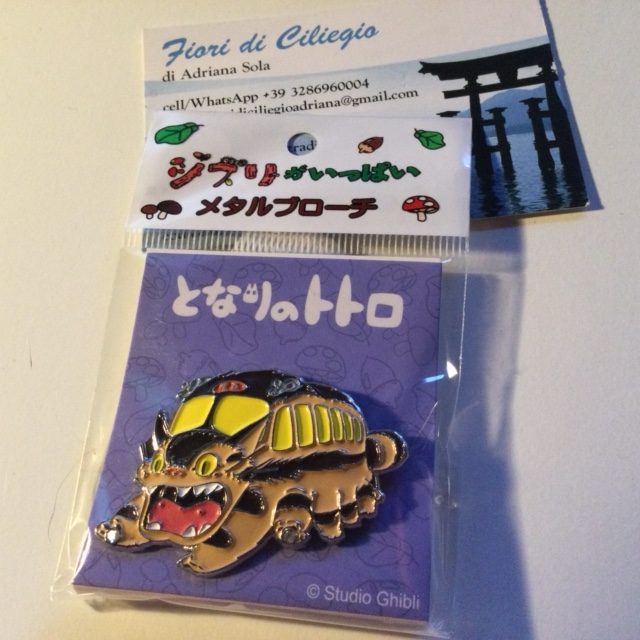 Fiori di Ciliegio
di Adriana Sola
cell/WhatsApp +39 3286960004
ジブリがいっぱい
メタルブローチ
となりのトトロ
© Studio Ghibli